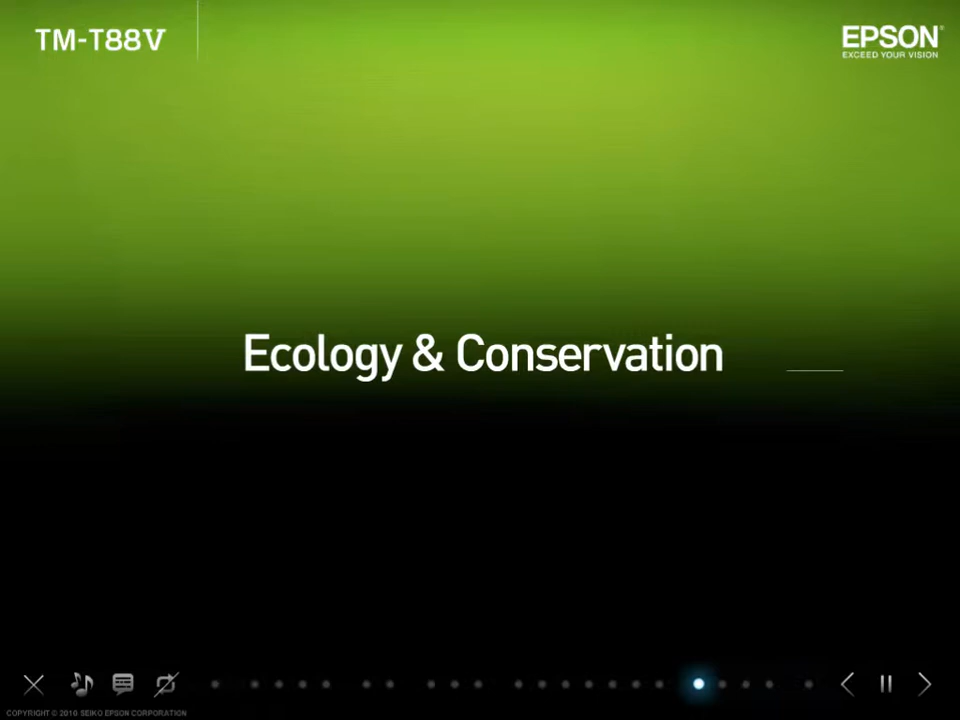 TM-T88V
EPSON®
EXCEED YOUR VISION
Ecology & Conservation
COPYRIGHT © 2010 SEIKO EPSON CORPORATION